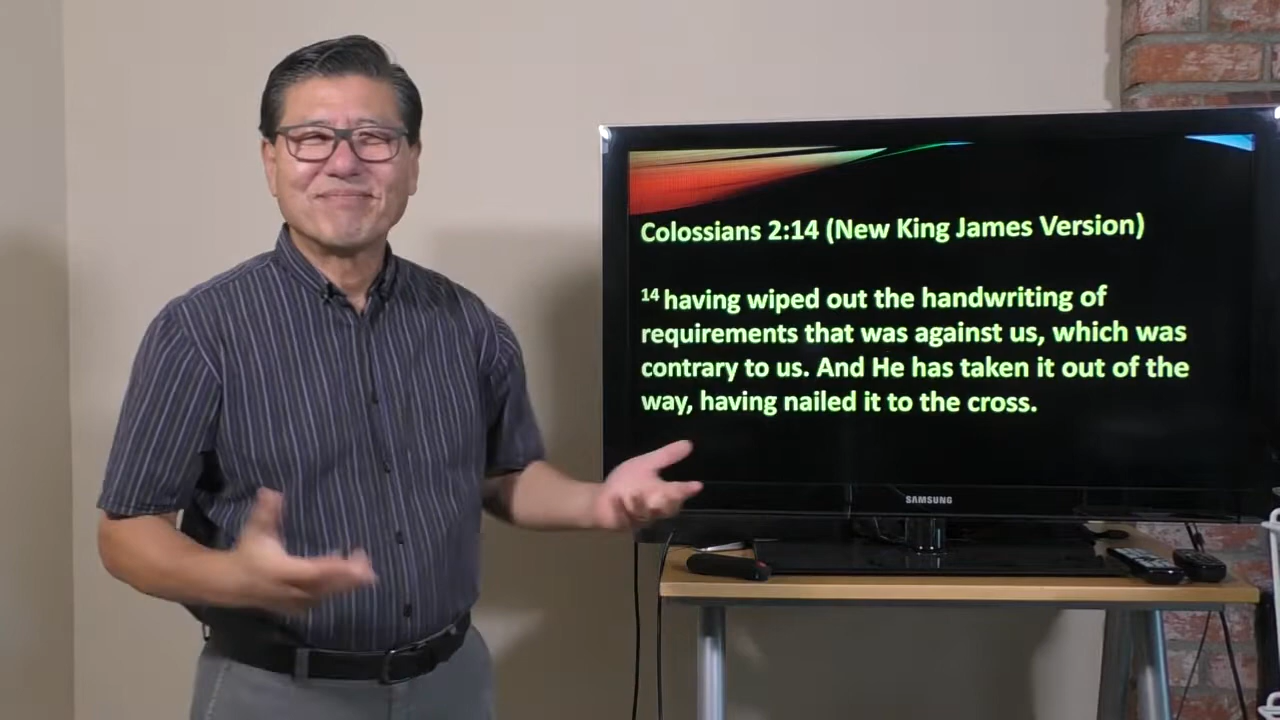 Colossians 2:14 (New King James Version)
14 having wiped out the handwriting of
requirements that was against us, which was
contrary to us. And He has taken it out of the
way, having nailed it to the cross.
SAMSUNG